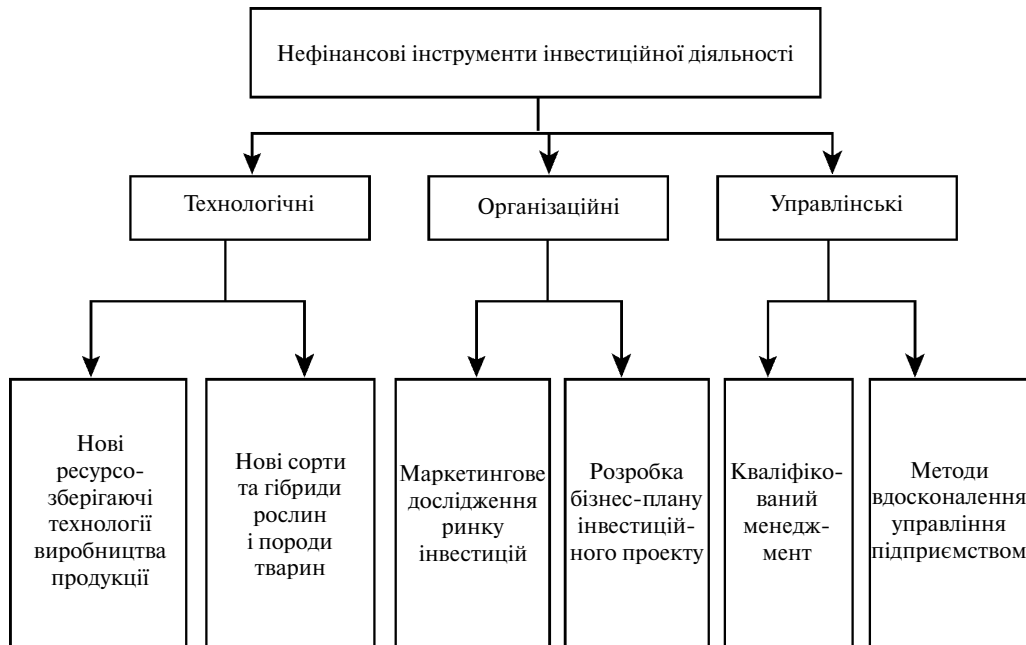 Нефінансові інструменти інвестиційної діяльності
Технологічні
Організаційні
Управлінські
Нові
ресурсо-
зберігаючі
технології
виробництва
продукції
Нові сорти
та гібриди
рослин
і породи
тварин
Маркетингове
дослідження
ринку
інвестицій
Розробка
бізнес-плану
інвестицій-
ного проекту
Кваліфіко-
ваний
менедж-
мент
Методи
вдосконалення
управління
підприємством